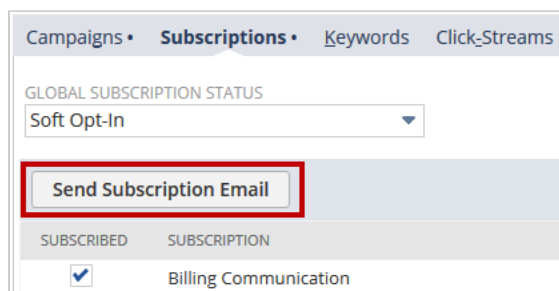 Campaigns • Subscriptions • Keywords Click-Streams
GLOBAL SUBSCRIPTION STATUS
Soft Opt-In
Send Subscription Email
SUBSCRIBED SUBSCRIPTION
Billing Communication